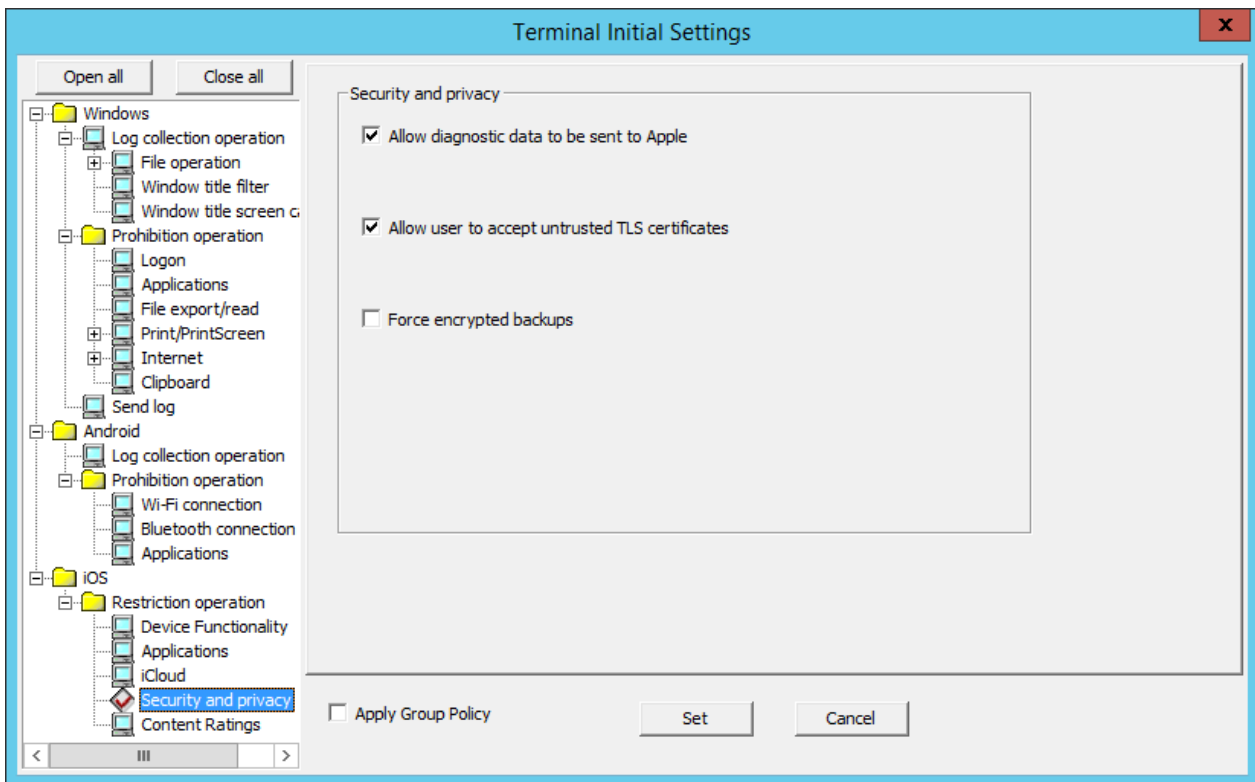 Terminal Initial Settings
x
Open all
Close all
Windows
Log collection operation
File operation
Window title filter
Window title screen ca
Prohibition operation
Logon
Applications
File export/read
Print/PrintScreen
Internet
Clipboard
Send log
Android
Log collection operation
Prohibition operation
Wi-Fi connection
Bluetooth connection
Applications
iOS
Restriction operation
Device Functionality
Applications
iCloud
Security and privacy
Content Ratings
Security and privacy
Allow diagnostic data to be sent to Apple
Allow user to accept untrusted TLS certificates
Force encrypted backups
Apply Group Policy
Set
Cancel